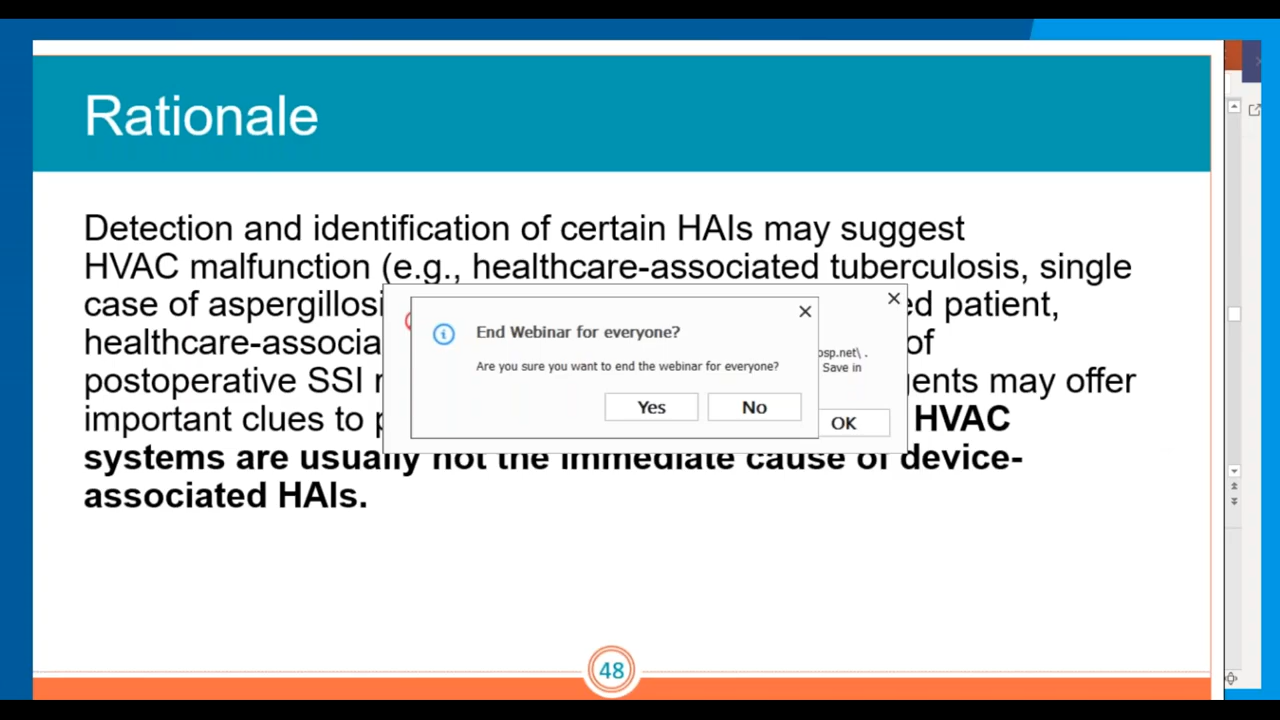 Rationale
Detection and identification of certain HAIs may suggest
HVAC malfunction (e.g., healthcare-associated tuberculosis, single
case of aspergillosi ed patient,
healthcare-associa of
postoperative SSI gents may offer
important clues to HVAC
systems are usually not the immediate cause of device-
associated HAIs.
End Webinar for everyone?
Are you sure you want to end the webinar for everyone?
Yes No
osp.net\ .
Save in
OK
48